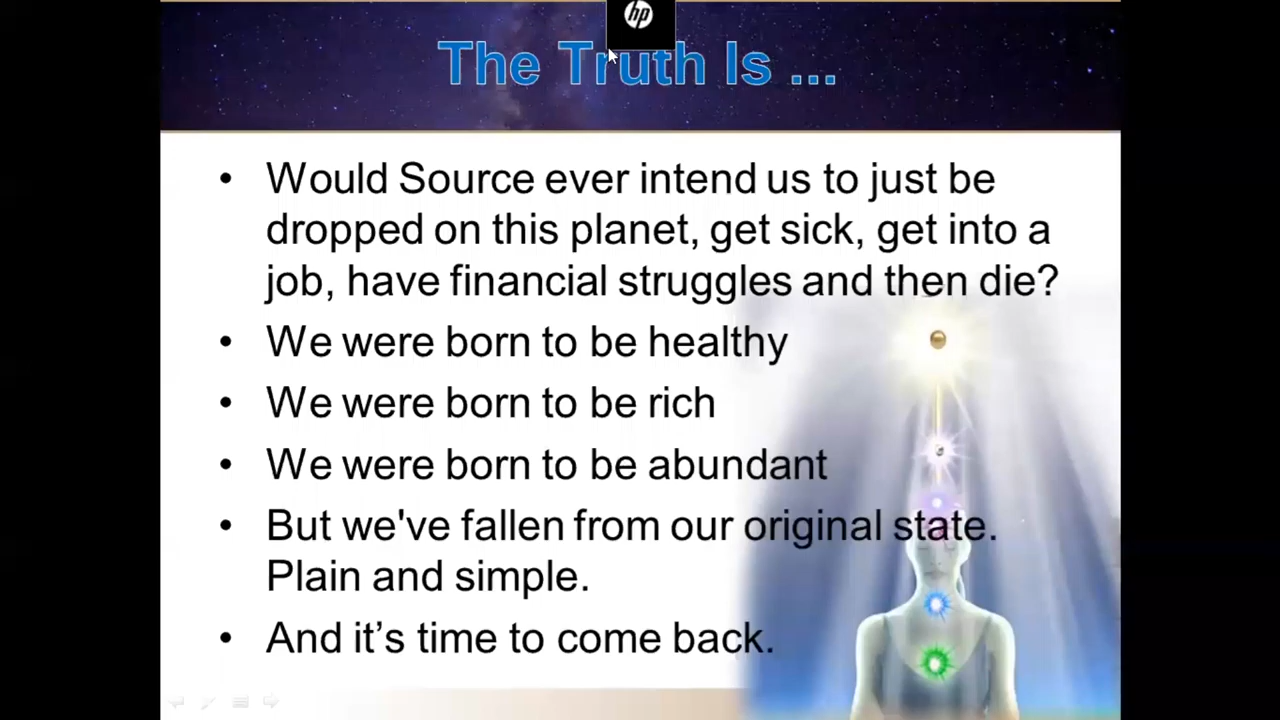 hp
The Truth Is ...
• Would Source ever intend us to just be
dropped on this planet, get sick, get into a
job, have financial struggles and then die?
• We were born to be healthy
• We were born to be rich
• We were born to be abundant
• But we've fallen from our original state.
Plain and simple.
• And it’s time to come back.